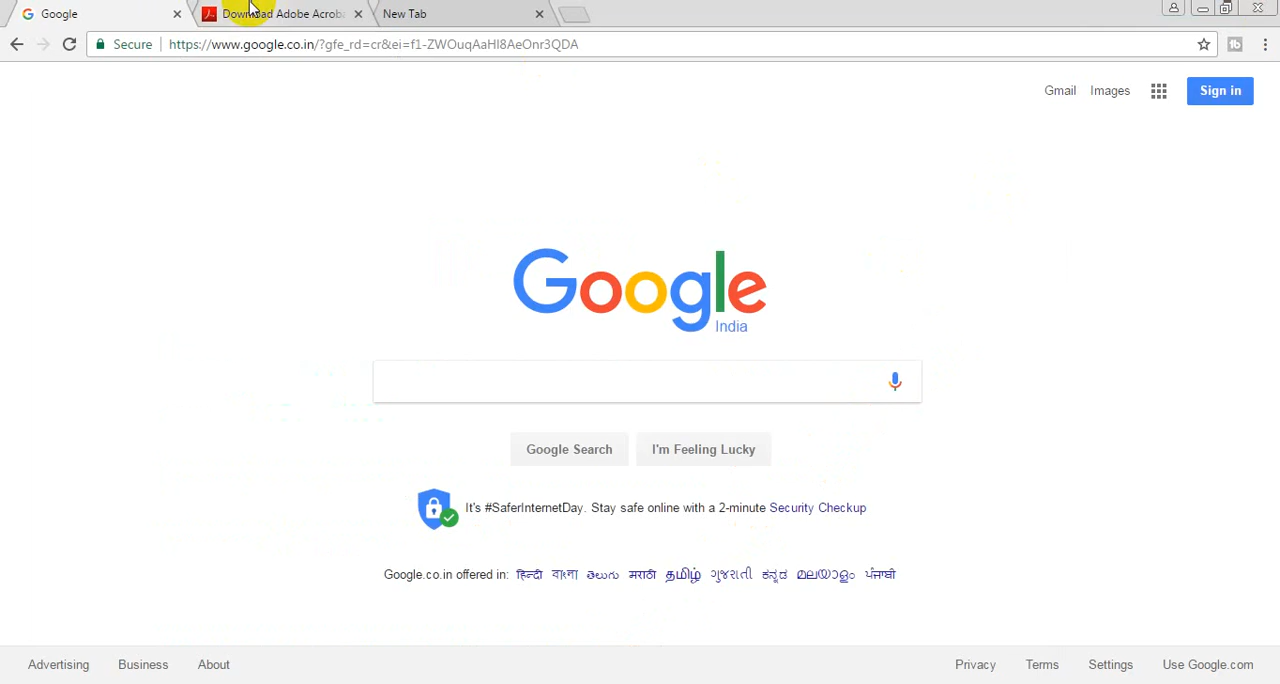 Google
Download Adobe Acroba
New Tab
Secure
https://www.google.co.in/?gfe_rd=cr&ei=f1-ZWOuqAaHI8AeOnr3QDA
Gmail Images Sign in
Google
India
Google Search I'm Feeling Lucky
It's #SaferInternetDay. Stay safe online with a 2-minute Security Checkup
Google.co.in offered in: हिन्दी বাংলা తెలుగు मराठी தமிழ் ગુજરાતી ಕನ್ನಡ മലയാളം ਪੰਜਾਬੀ
Advertising Business About Privacy Terms Settings Use Google.com